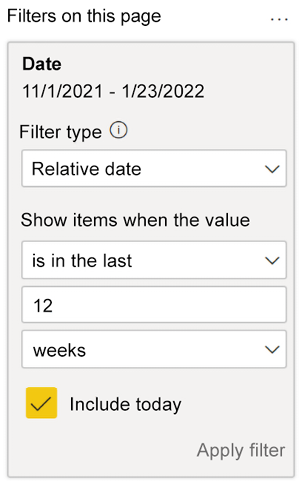 Filters on this page ...
Date
11/1/2021 - 1/23/2022
Filter type
Relative date
Show items when the value
is in the last
12
weeks
Include today
Apply filter